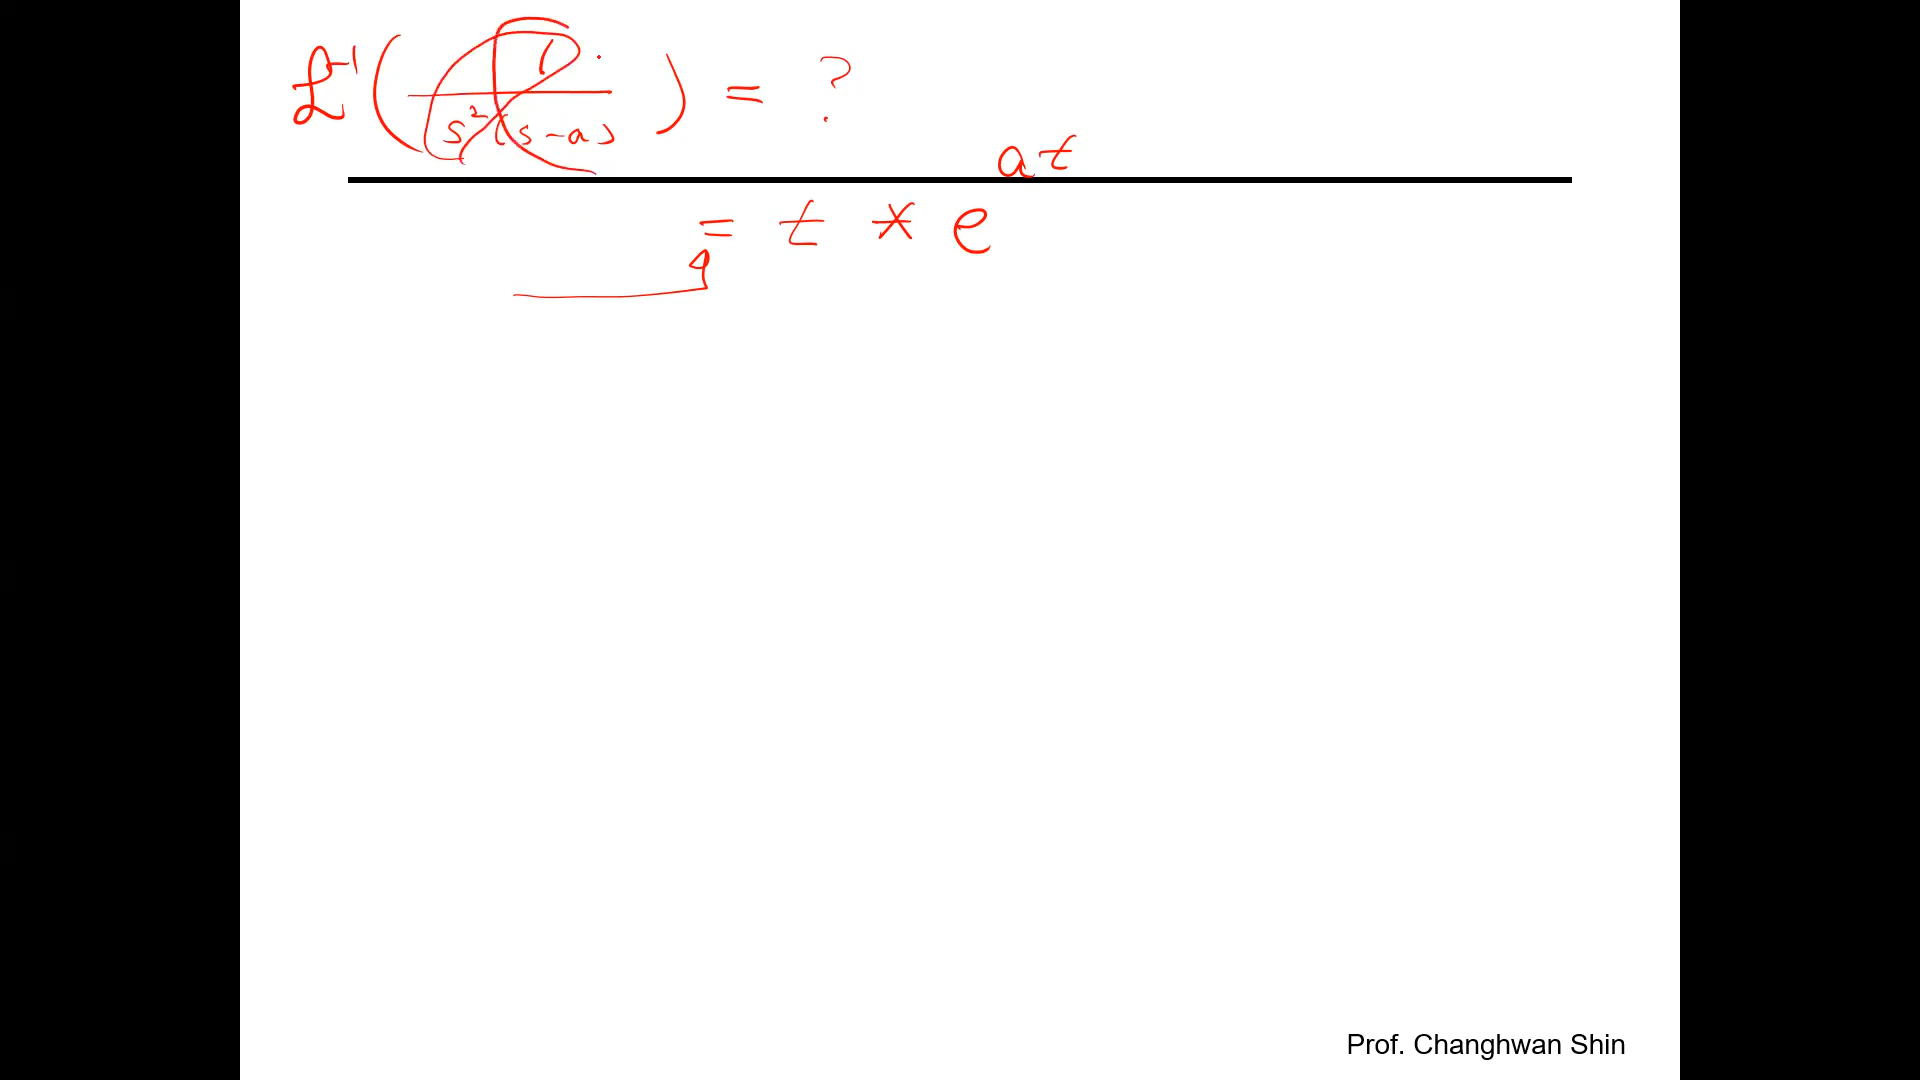 ℒ⁻¹( 1 / s²(s-a) ) = ?
= t * e^{at}
Prof. Changhwan Shin